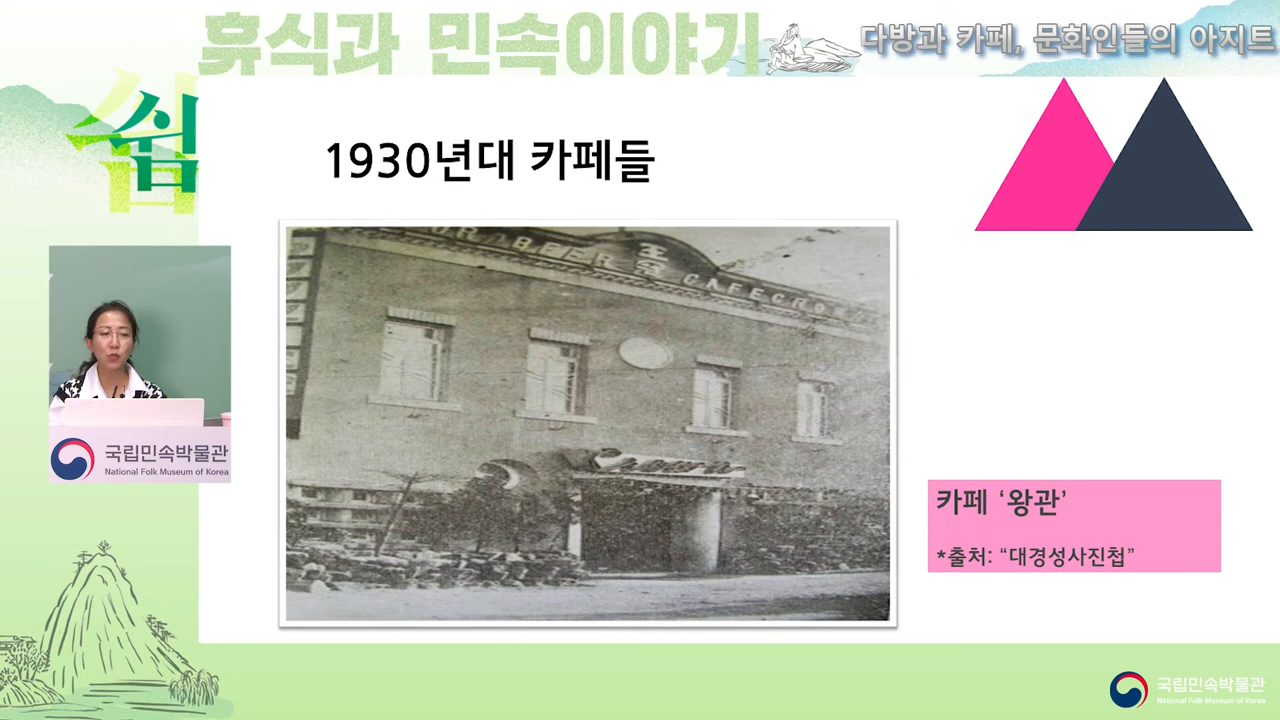 휴식과 민속이야기
다방과 카페, 문화인들의 아지트
쉼
1930년대 카페들
BEER
CAFE
국립민속박물관
National Folk Museum of Korea
카페 ‘왕관’
*출처: “대경성사진첩”
국립민속박물관
National Folk Museum of Korea